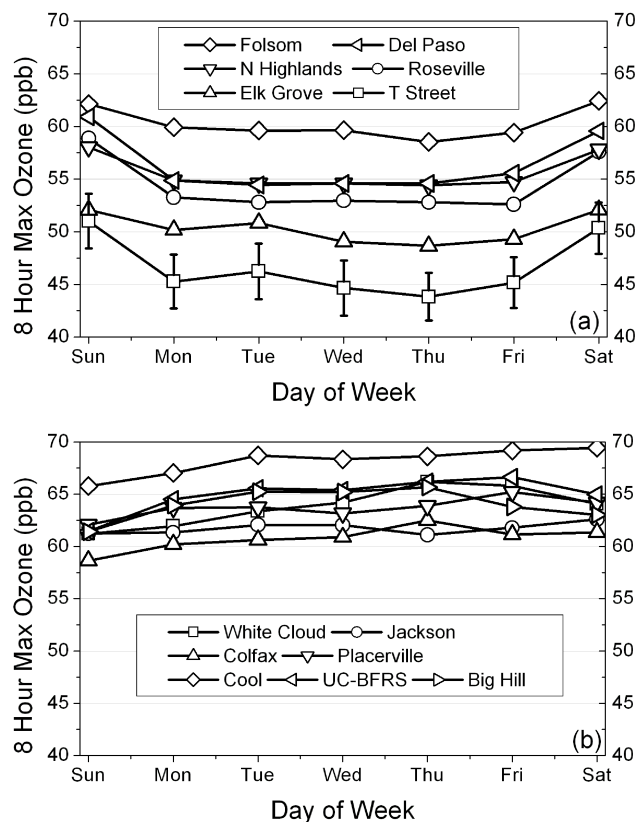 70
65
60
55
50
45
40
8 Hour Max Ozone (ppb)
Folsom Del Paso
N Highlands Roseville
Elk Grove T Street
70
65
60
55
50
45
40
(a)
Sun Mon Tue Wed Thu Fri Sat
Day of Week
70
65
60
55
50
45
40
8 Hour Max Ozone (ppb)
White Cloud Jackson
Colfax Placerville
Cool UC-BFRS Big Hill
70
65
60
55
50
45
40
(b)
Sun Mon Tue Wed Thu Fri Sat
Day of Week